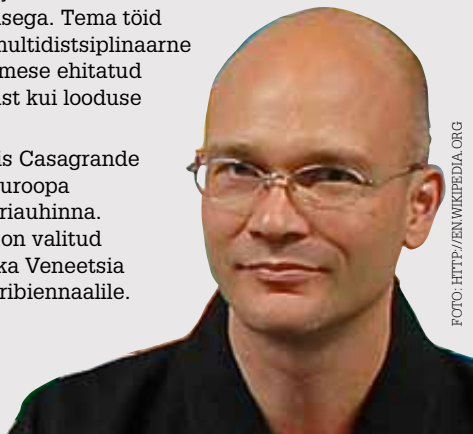 sega. Tema töid
multidistsiplinaarne
mese ehitatud
st kui looduse
is Casagrande
uroopa
riauhinna.
on valitud
ka Veneetsia
ribiennaalile.
FOTO: HTTP://EN.WIKIPEDIA.ORG